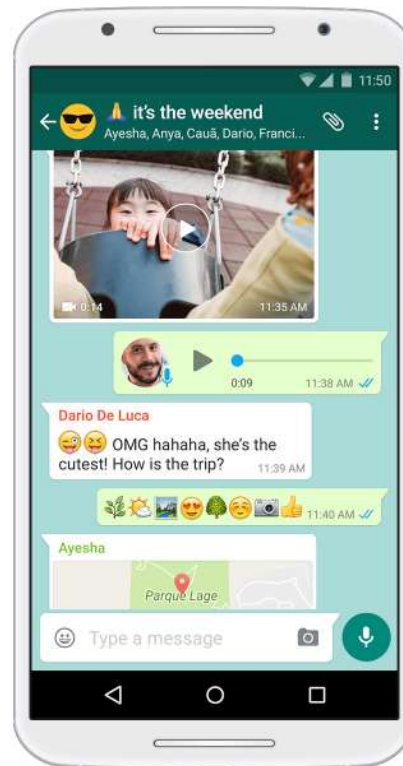 11:50
it's the weekend
Ayesha, Anya, Cauã, Dario, Franci...
0:14
11:35 AM
0:09
11:38 AM
Dario De Luca
OMG hahaha, she's the
cutest! How is the trip?
11:39 AM
11:40 AM
Ayesha
Parque Lage
Type a message